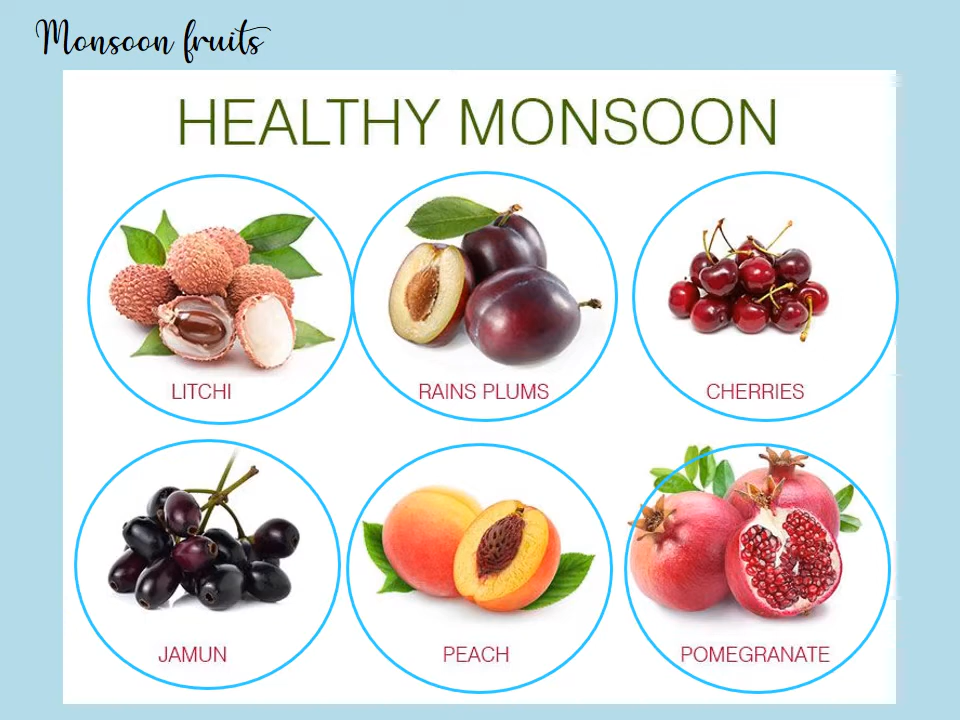 Monsoon fruits
HEALTHY MONSOON
LITCHI
RAINS PLUMS
CHERRIES
JAMUN
PEACH
POMEGRANATE